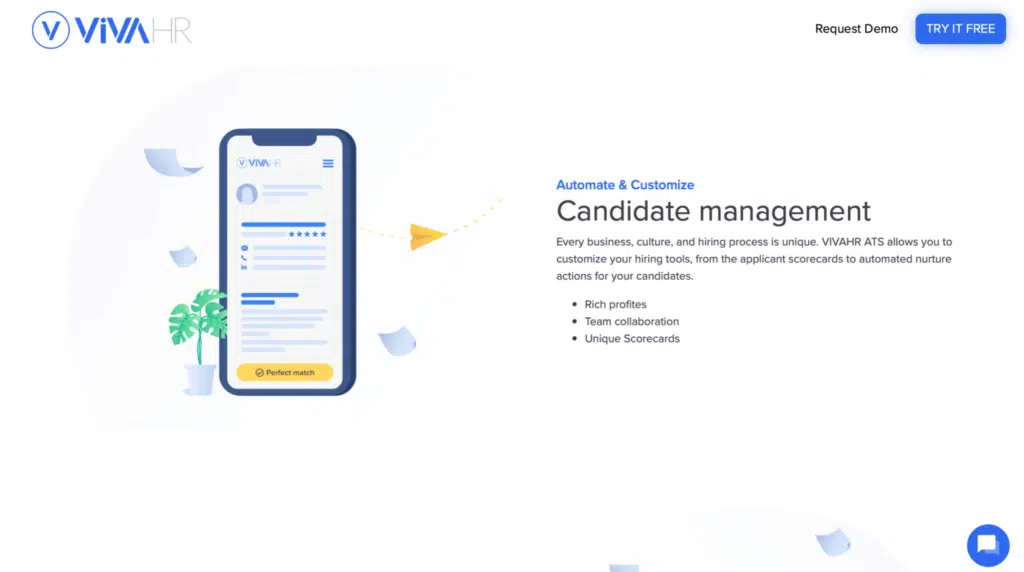 VIVAHR
Request Demo
TRY IT FREE
VIVAHR
Automate & Customize
Candidate management
Every business, culture, and hiring process is unique. VIVAHR ATS allows you to
customize your hiring tools, from the applicant scorecards to automated nurture
actions for your candidates.
Rich profites
Team collaboration
Unique Scorecards
in
Perfect match